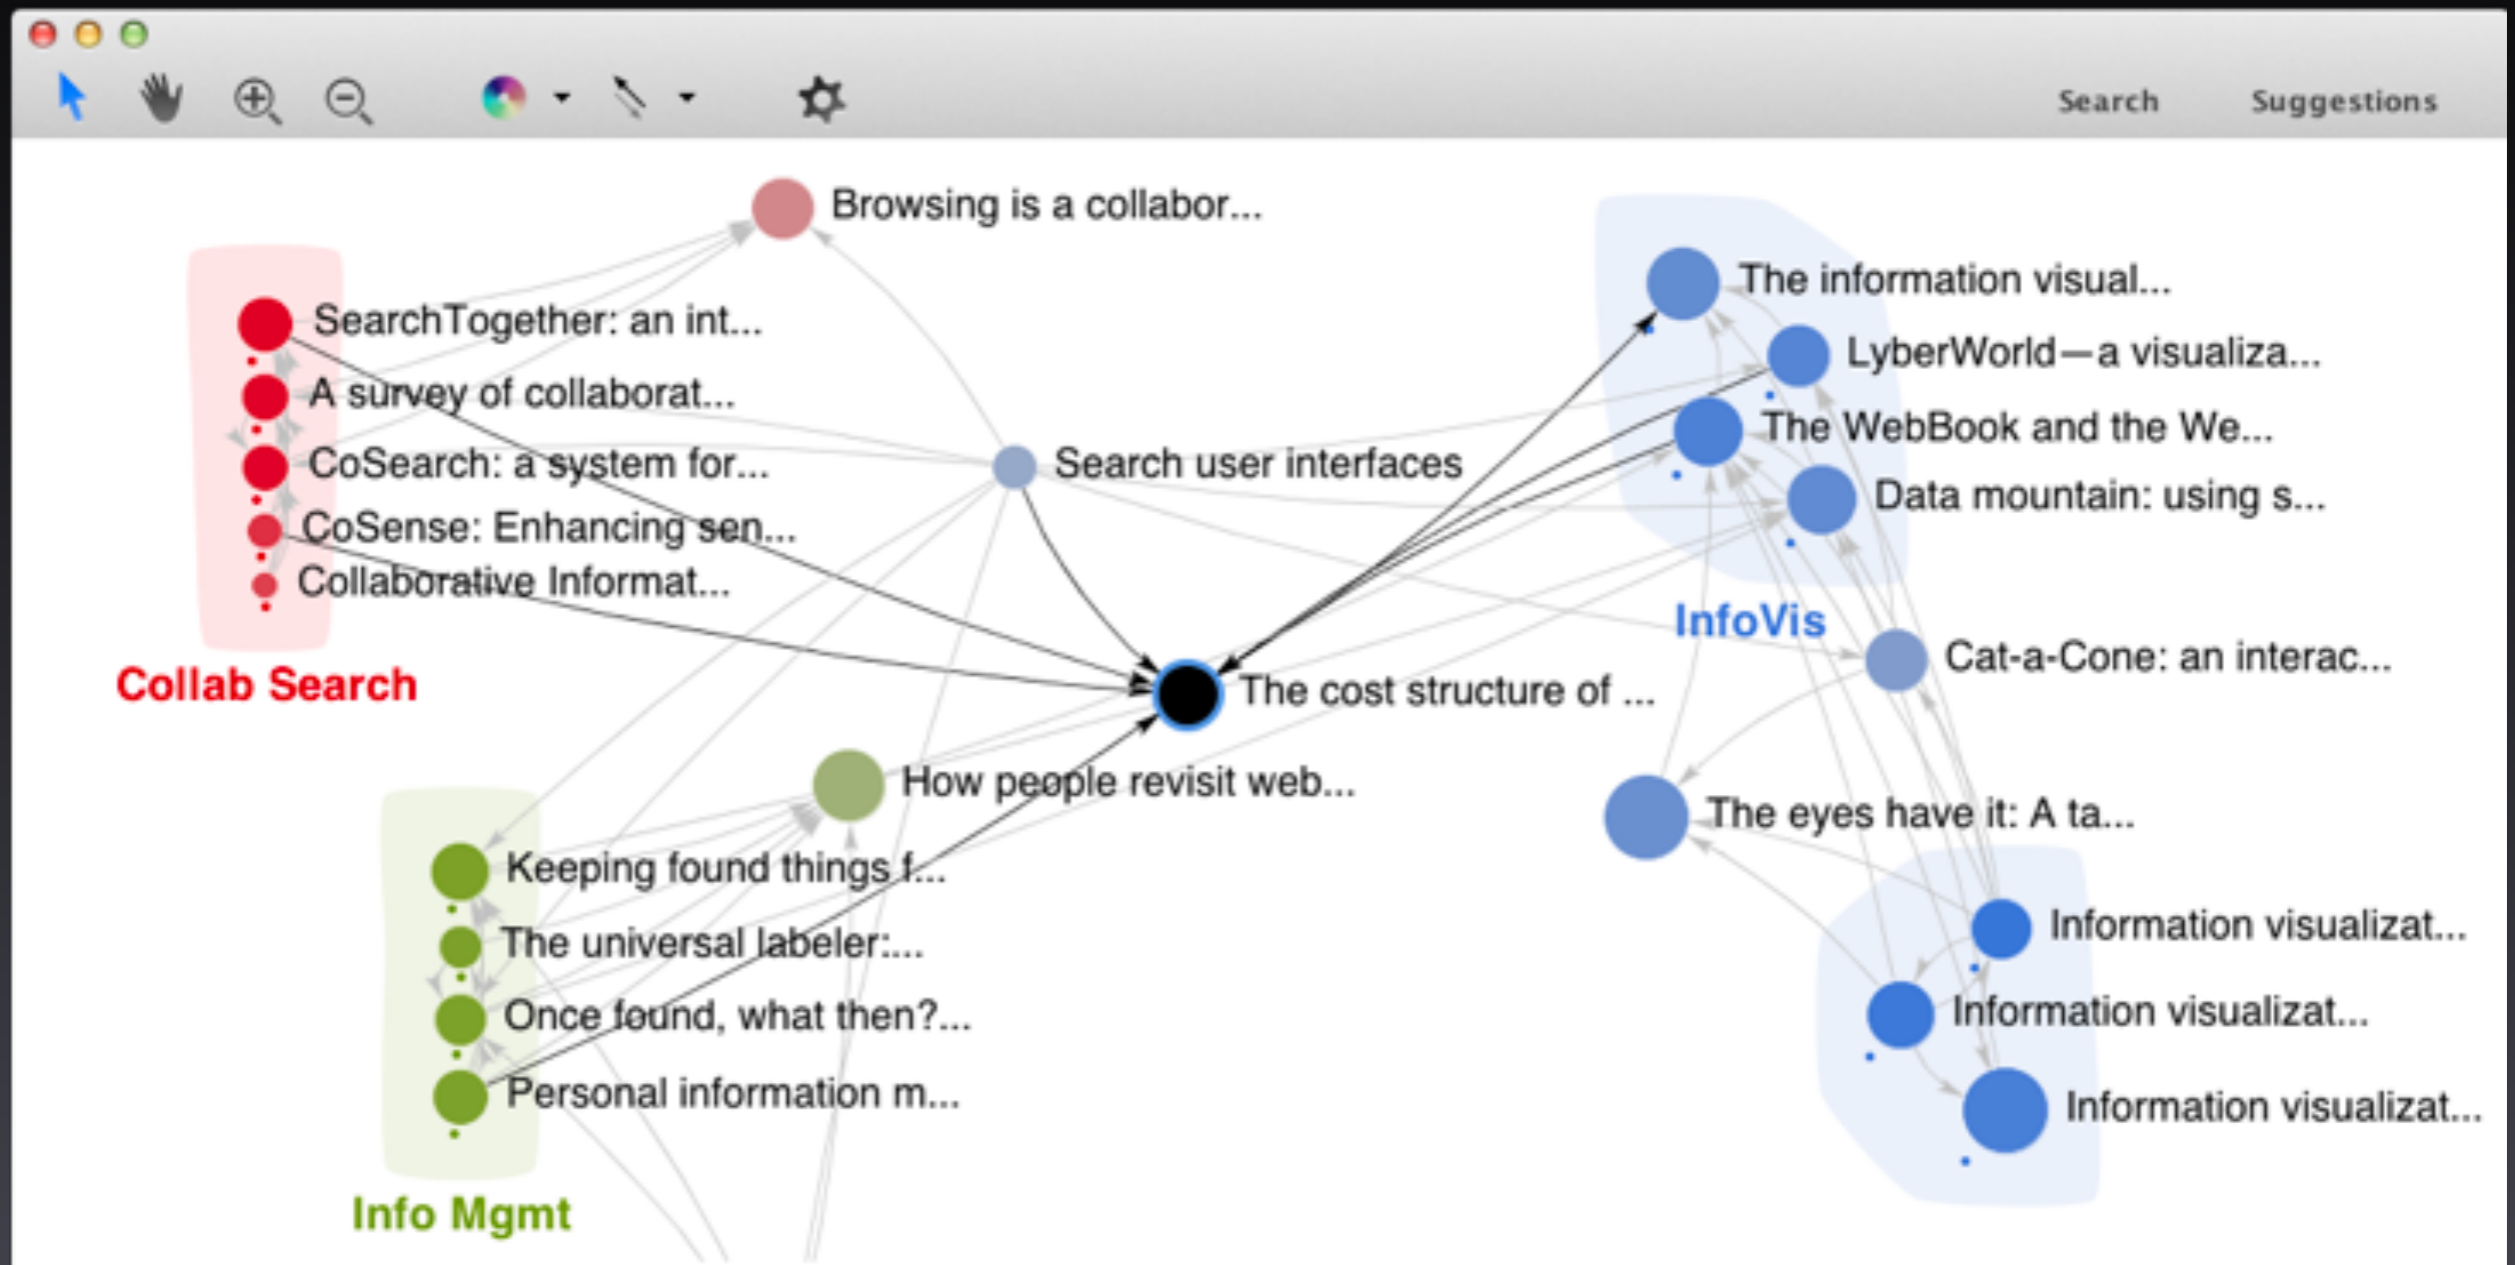 Search Suggestions
Browsing is a collabor...
The information visual...
SearchTogether: an int...
LyberWorld—a visualiza...
A survey of collaborat...
The WebBook and the We...
CoSearch: a system for...
Search user interfaces
Data mountain: using s...
CoSense: Enhancing sen...
Collaborative Informat...
InfoVis
Cat-a-Cone: an interac...
Collab Search
The cost structure of ...
How people revisit web...
The eyes have it: A ta...
Keeping found things f...
Information visualizat...
The universal labeler:...
Once found, what then?...
Information visualizat...
Personal information m...
Information visualizat...
Info Mgmt